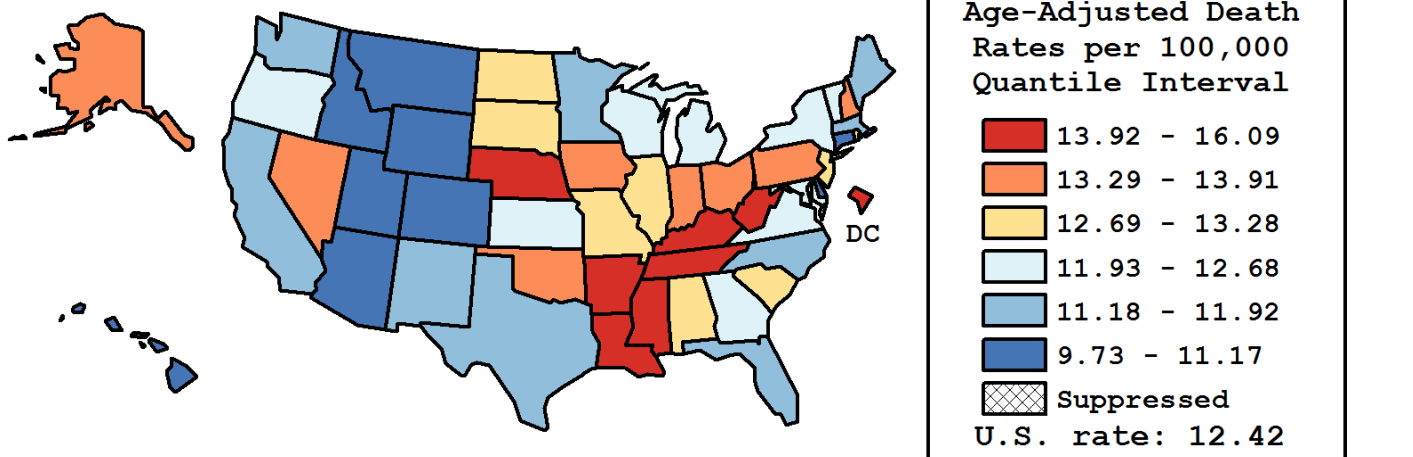 Age-Adjusted Death
Rates per 100,000
Quantile Interval
13.92 - 16.09
13.29 - 13.91
12.69 - 13.28
11.93 - 12.68
11.18 - 11.92
9.73 - 11.17
Suppressed
U.S. rate: 12.42
DC